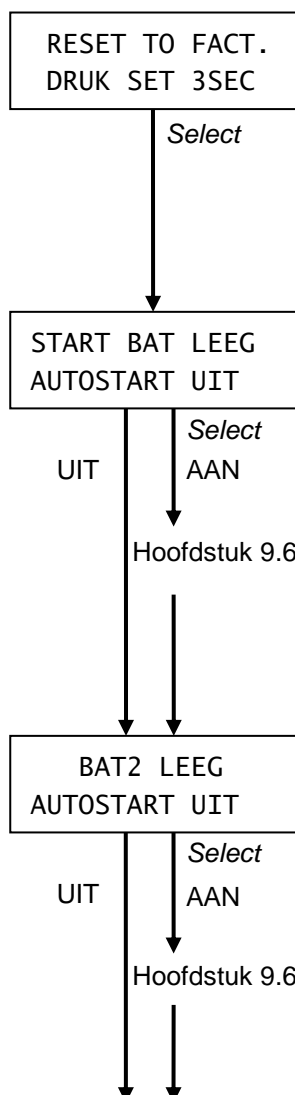 RESET TO FACT.
DRUK SET 3SEC
Select
START BAT LEEG
AUTOSTART UIT
Select
UIT AAN
Hoofdstuk 9.6
BAT2 LEEG
AUTOSTART UIT
Select
UIT AAN
Hoofdstuk 9.6